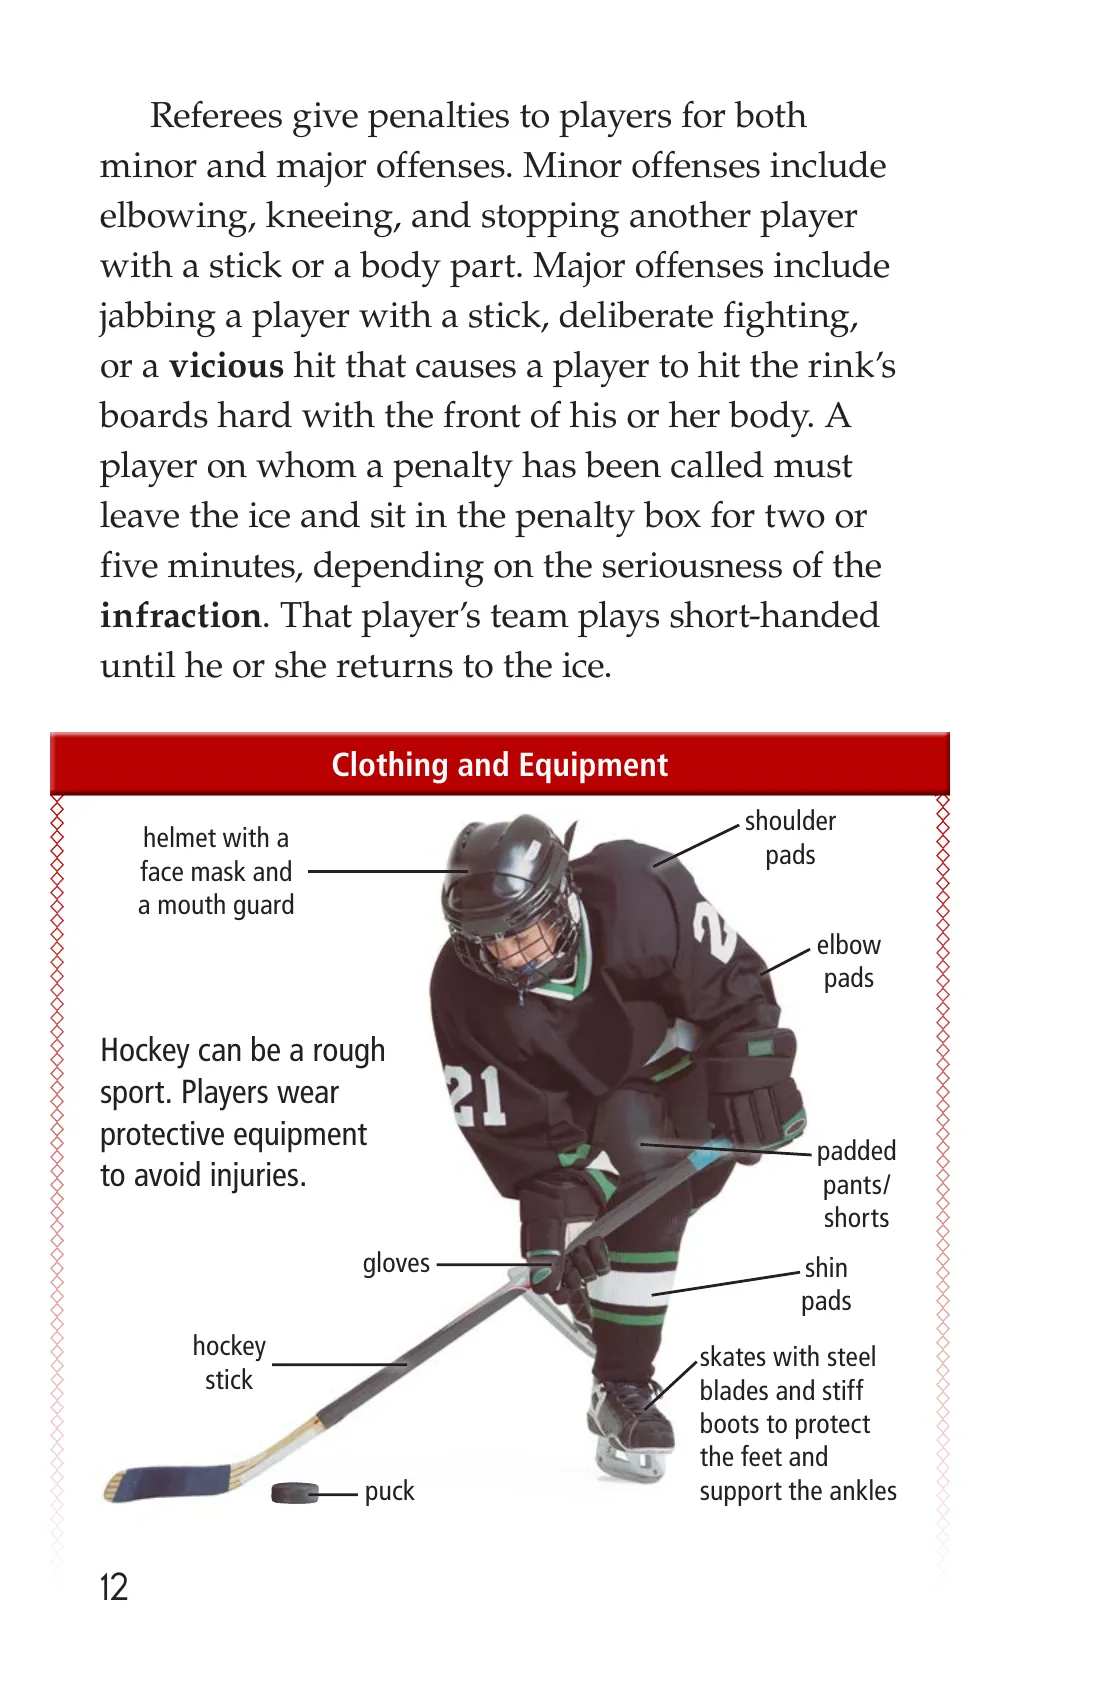 Referees give penalties to players for both
minor and major offenses. Minor offenses include
elbowing, kneeing, and stopping another player
with a stick or a body part. Major offenses include
jabbing a player with a stick, deliberate fighting,
or a vicious hit that causes a player to hit the rink’s
boards hard with the front of his or her body. A
player on whom a penalty has been called must
leave the ice and sit in the penalty box for two or
five minutes, depending on the seriousness of the
infraction. That player’s team plays short-handed
until he or she returns to the ice.
Clothing and Equipment
helmet with a
face mask and
a mouth guard
shoulder
pads
2
elbow
pads
Hockey can be a rough
sport. Players wear
protective equipment
to avoid injuries.
21
padded
pants/
shorts
gloves
shin
pads
hockey
stick
skates with steel
blades and stiff
boots to protect
the feet and
support the ankles
puck
12